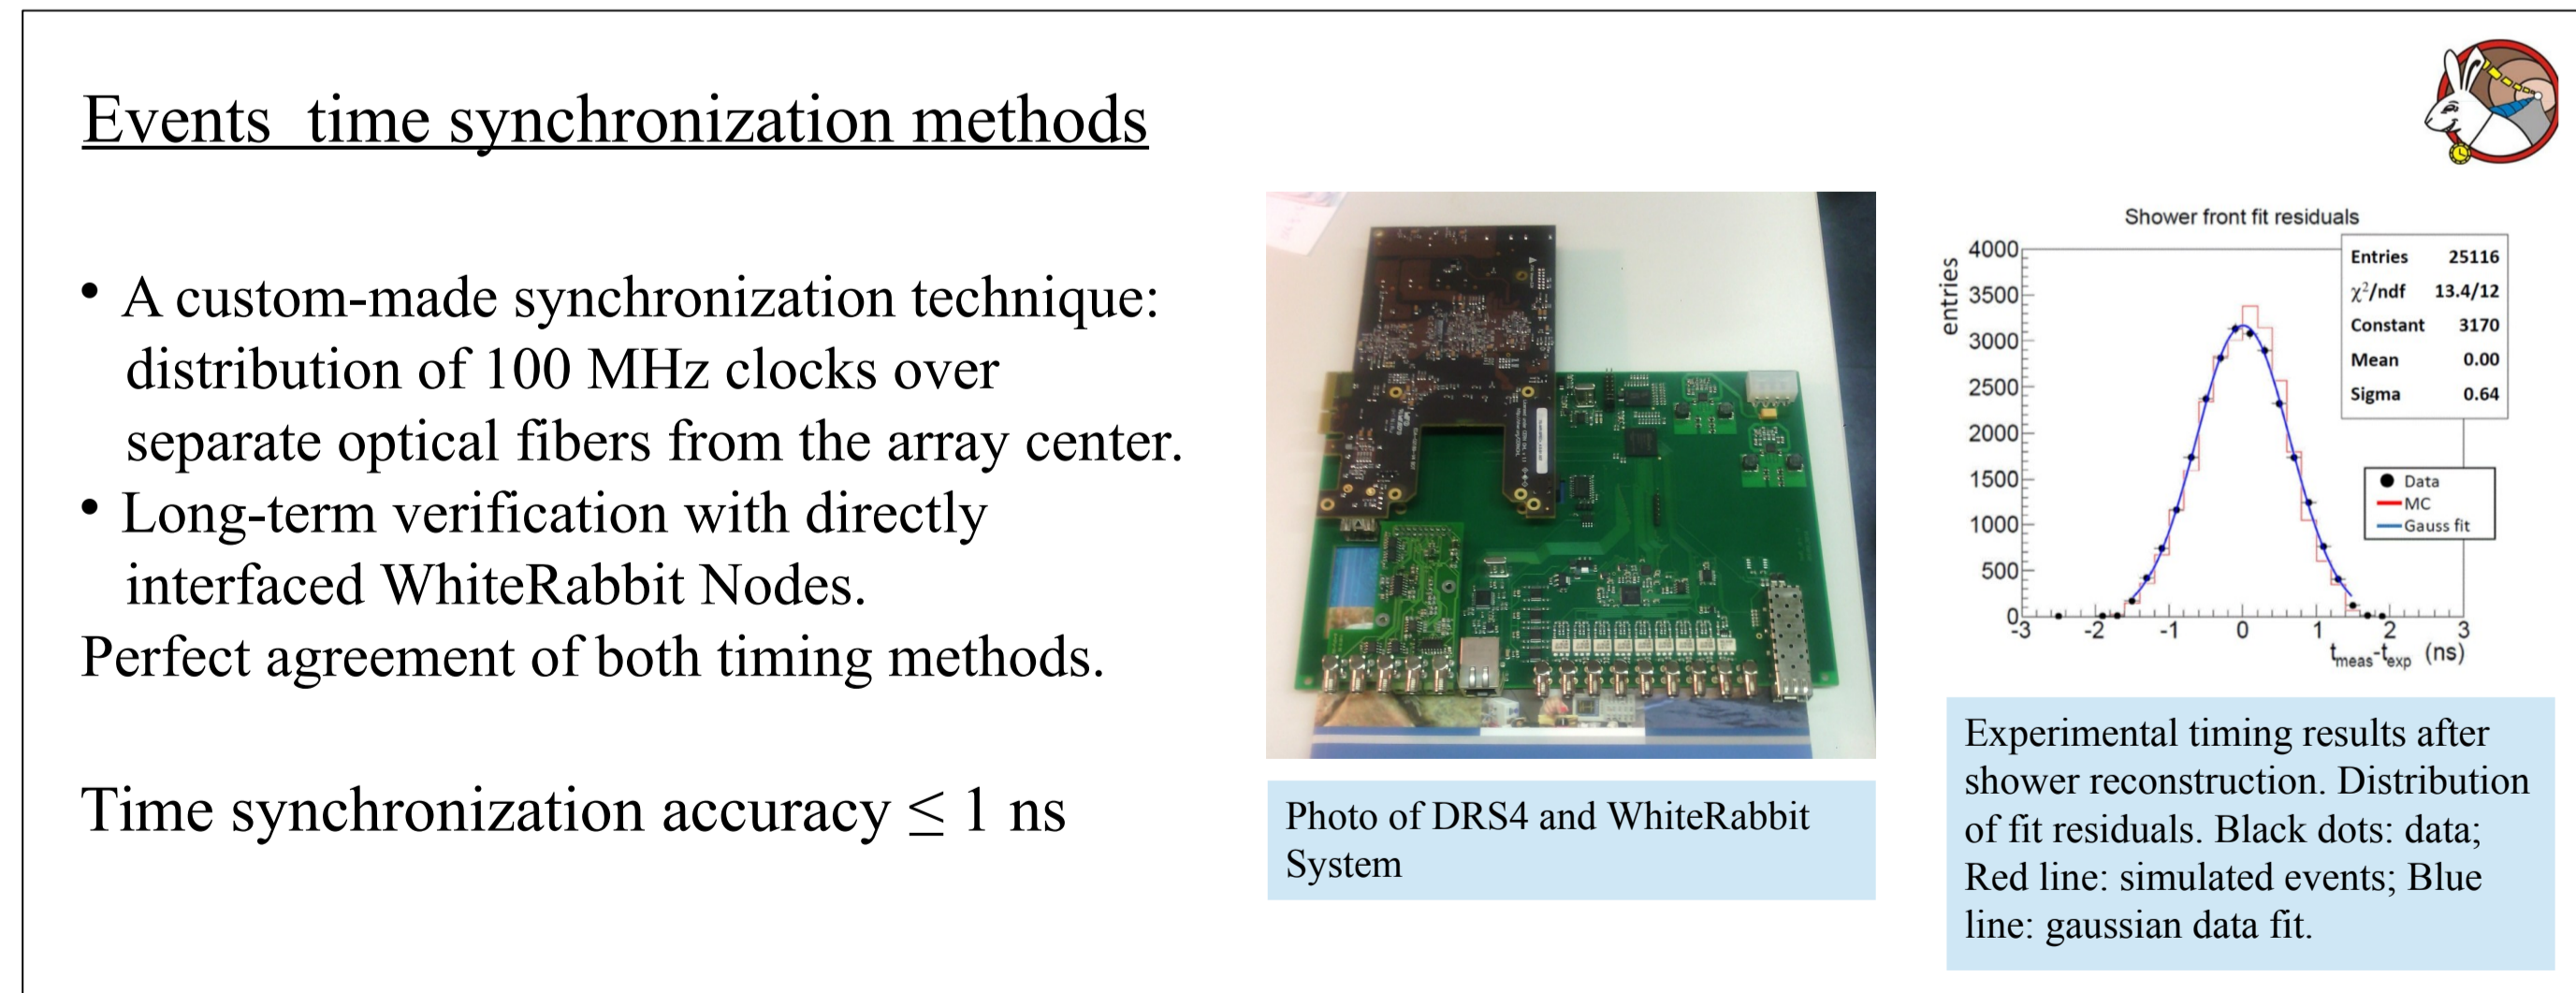 Events time synchronization methods
• A custom-made synchronization technique:
distribution of 100 MHz clocks over
separate optical fibers from the array center.
• Long-term verification with directly
interfaced WhiteRabbit Nodes.
Perfect agreement of both timing methods.
Time synchronization accuracy ≤ 1 ns
Photo of DRS4 and WhiteRabbit
System
Shower front fit residuals
entries
4000
3500
3000
2500
2000
1500
1000
500
0
-3 -2 -1 0 1 2 3
tmeas-texp (ns)
Entries 25116
χ²/ndf 13.4/12
Constant 3170
Mean 0.00
Sigma 0.64
Data
MC
Gauss fit
Experimental timing results after
shower reconstruction. Distribution
of fit residuals. Black dots: data;
Red line: simulated events; Blue
line: gaussian data fit.